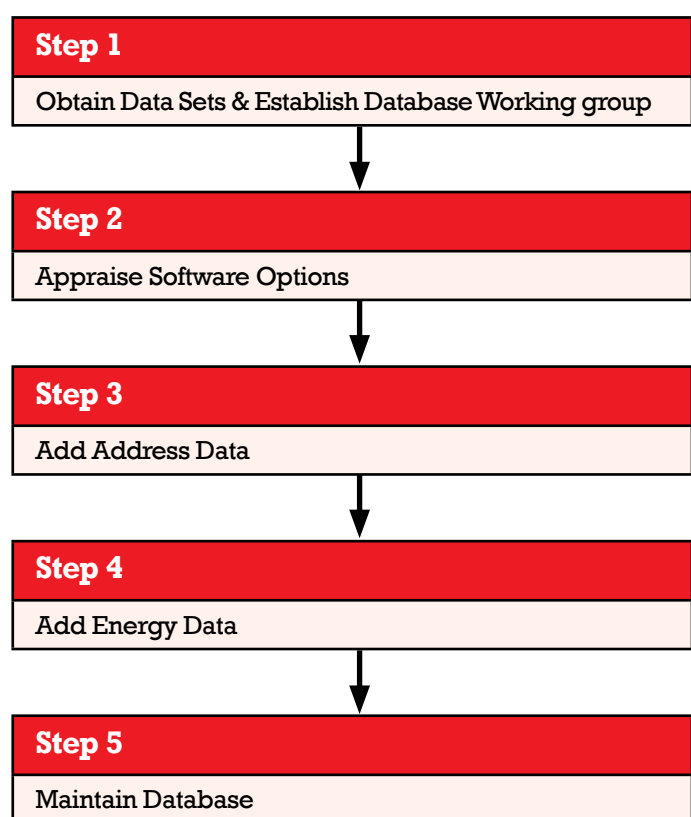 Step 1
Obtain Data Sets & Establish Database Working group
Step 2
Appraise Software Options
Step 3
Add Address Data
Step 4
Add Energy Data
Step 5
Maintain Database